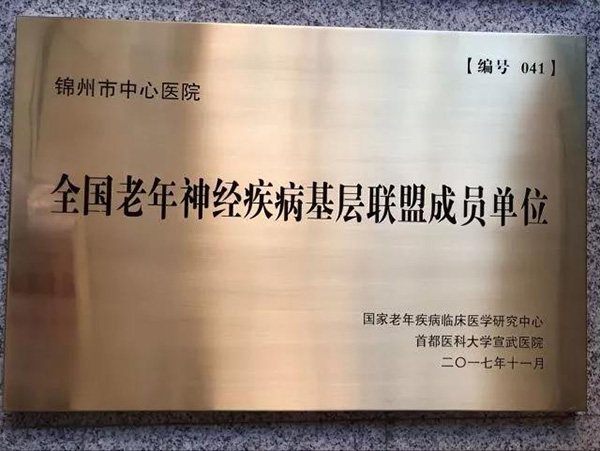 【编号 041】
锦州市中心医院
全国老年神经疾病基层联盟成员单位
国家老年疾病临床医学研究中心
首都医科大学宣武医院
二〇一七年十一月